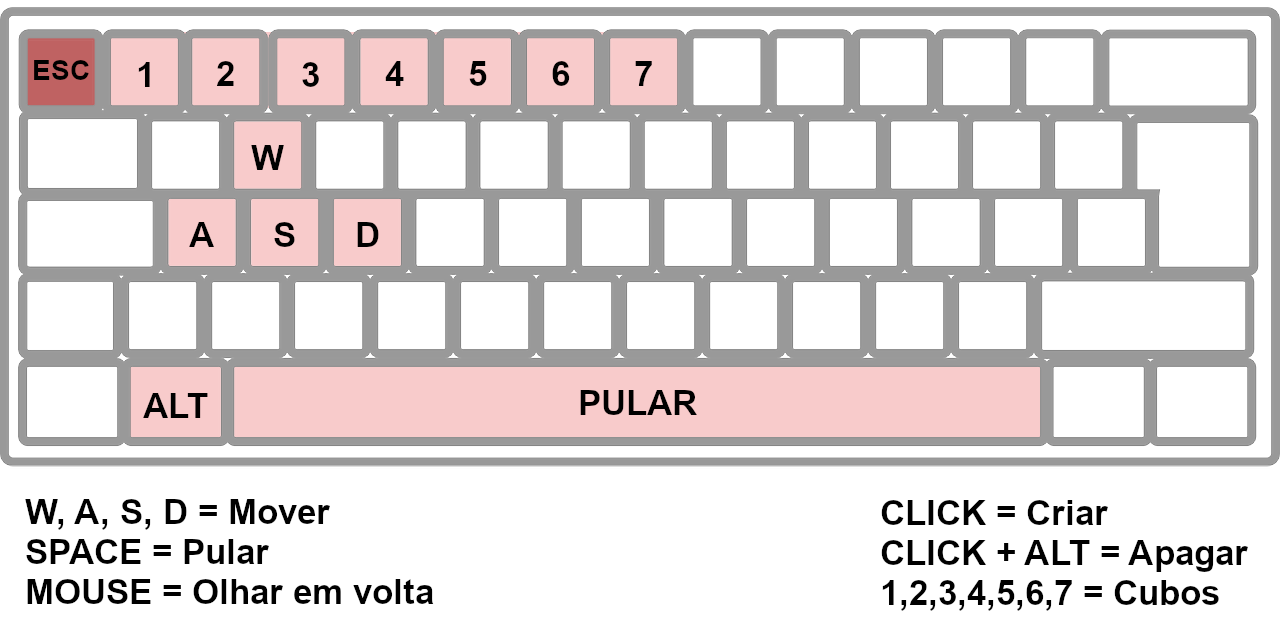 ESC 1 2 3 4 5 6 7
W
A S D
ALT PULAR
W, A, S, D = Mover
SPACE = Pular
MOUSE = Olhar em volta
CLICK = Criar
CLICK + ALT = Apagar
1,2,3,4,5,6,7 = Cubos